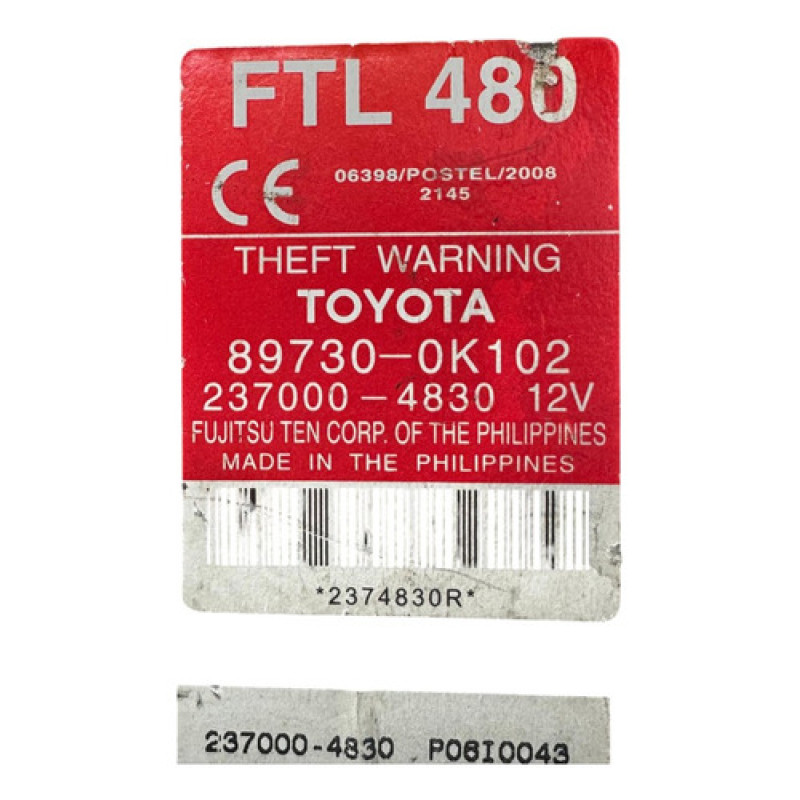 FTL 480
CE
06398/POSTEL/2008
2145
THEFT WARNING
TOYOTA
89730-0K102
237000-4830 12V
FUJITSU TEN CORP. OF THE PHILIPPINES
MADE IN THE PHILIPPINES
*2374830R*
237000-4830 P06I0043